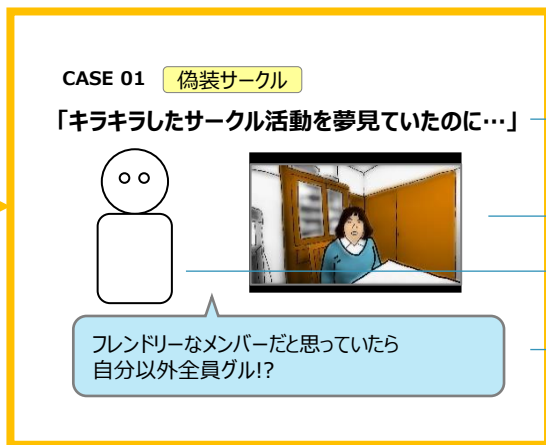 CASE 01 偽装サークル
「キラキラしたサークル活動を夢見ていたのに…」
フレンドリーなメンバーだと思っていたら
自分以外全員グル!?